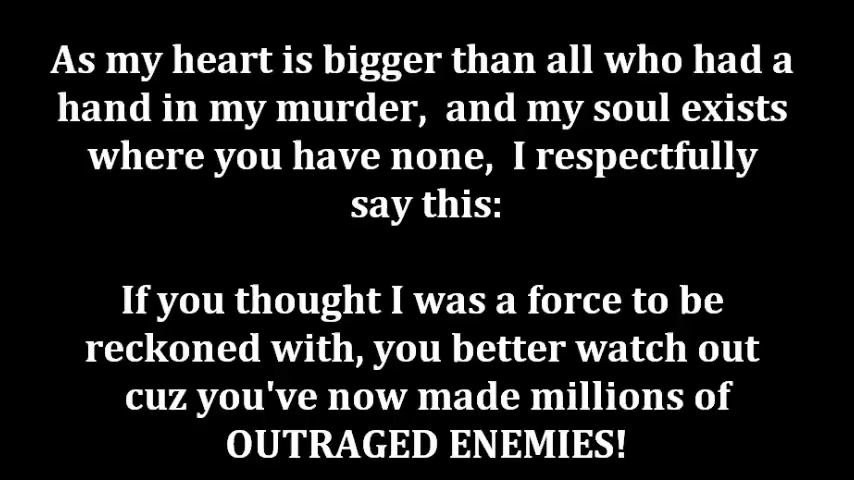 As my heart is bigger than all who had a
hand in my murder,  and my soul exists
where you have none,  I respectfully
say this:
If you thought I was a force to be
reckoned with, you better watch out
cuz you've now made millions of
OUTRAGED ENEMIES!